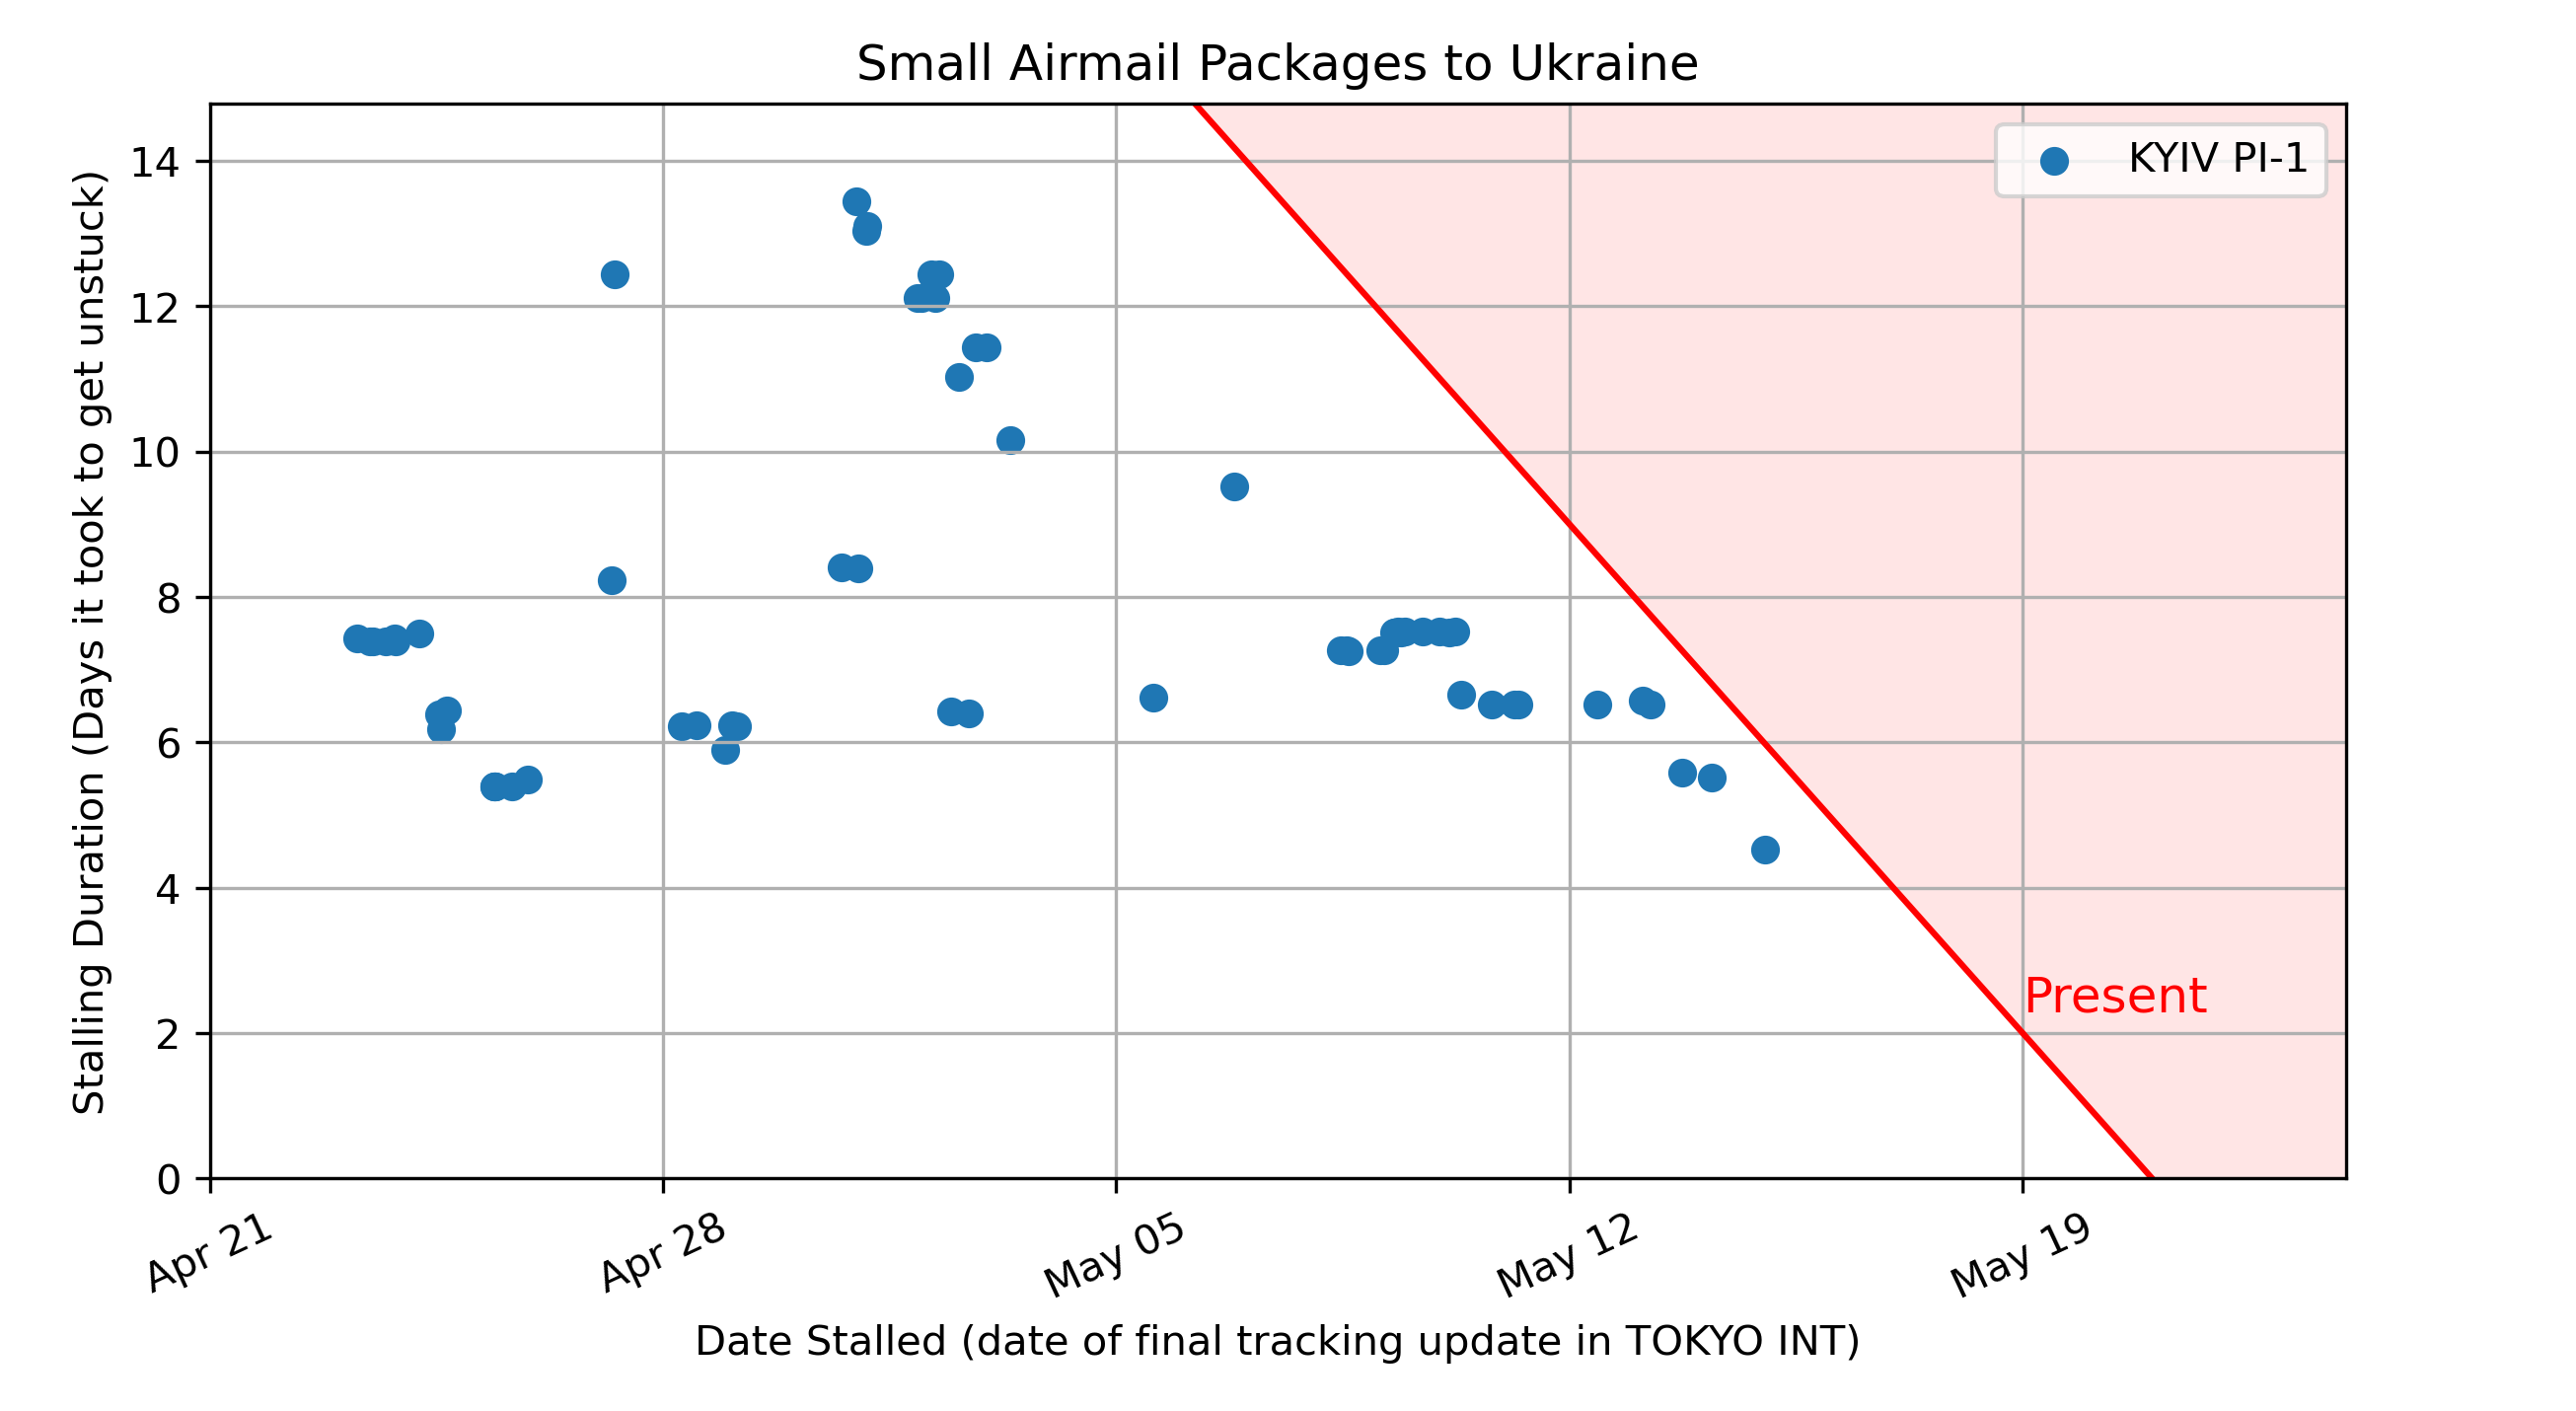 Small Airmail Packages to Ukraine
KYIV PI-1
Stalling Duration (Days it took to get unstuck)
14
12
10
8
6
4
2
0
Present
Apr 21
Apr 28
May 05
May 12
May 19
Date Stalled (date of final tracking update in TOKYO INT)